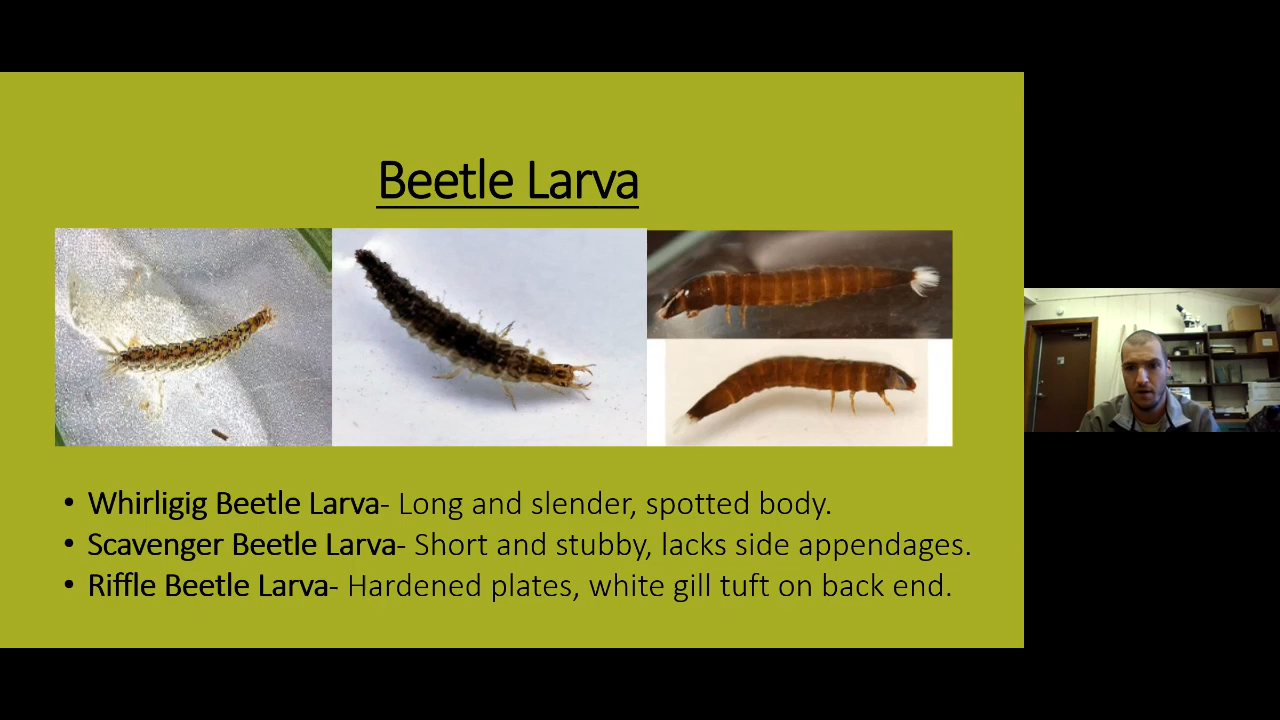 Beetle Larva
• Whirligig Beetle Larva- Long and slender, spotted body.
• Scavenger Beetle Larva- Short and stubby, lacks side appendages.
• Riffle Beetle Larva- Hardened plates, white gill tuft on back end.